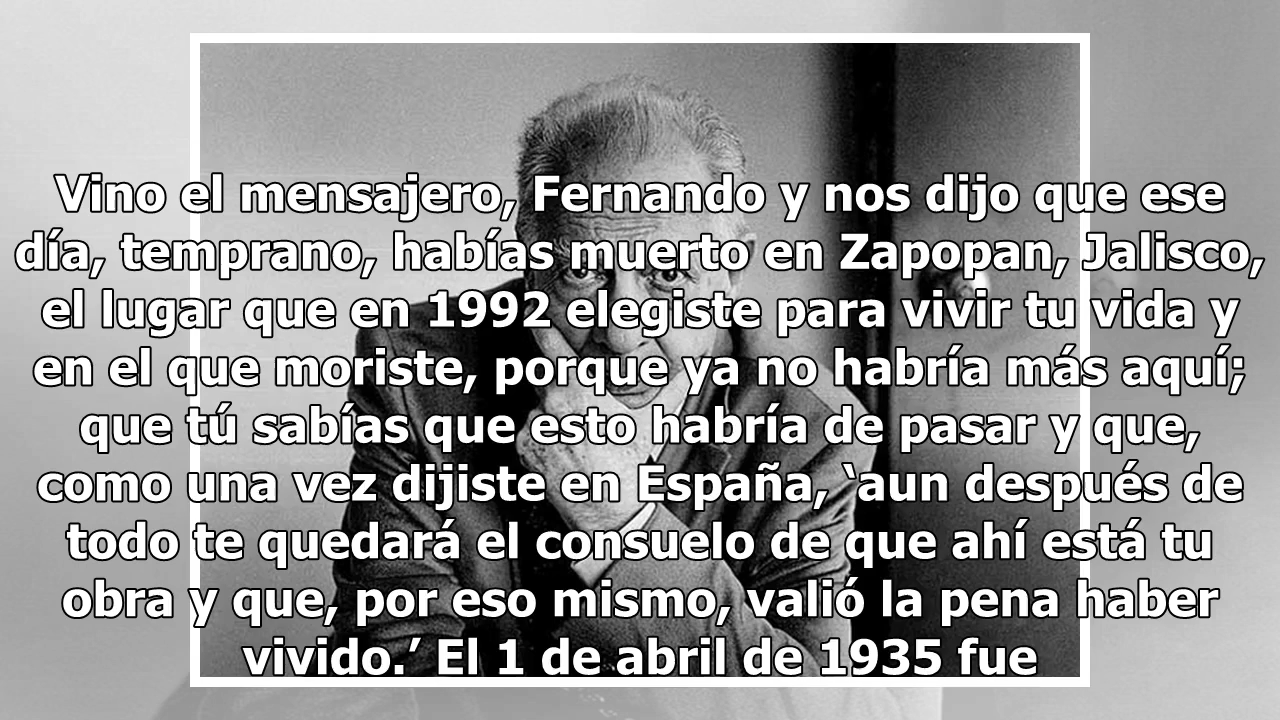 Vino el mensajero, Fernando y nos dijo que ese
día, temprano, habías muerto en Zapopan, Jalisco,
el lugar que en 1992 elegiste para vivir tu vida y
en el que moriste, porque ya no habría más aquí;
que tú sabías que esto habría de pasar y que,
como una vez dijiste en España, ‘aun después de
todo te quedará el consuelo de que ahí está tu
obra y que, por eso mismo, valió la pena haber
vivido.’ El 1 de abril de 1935 fue